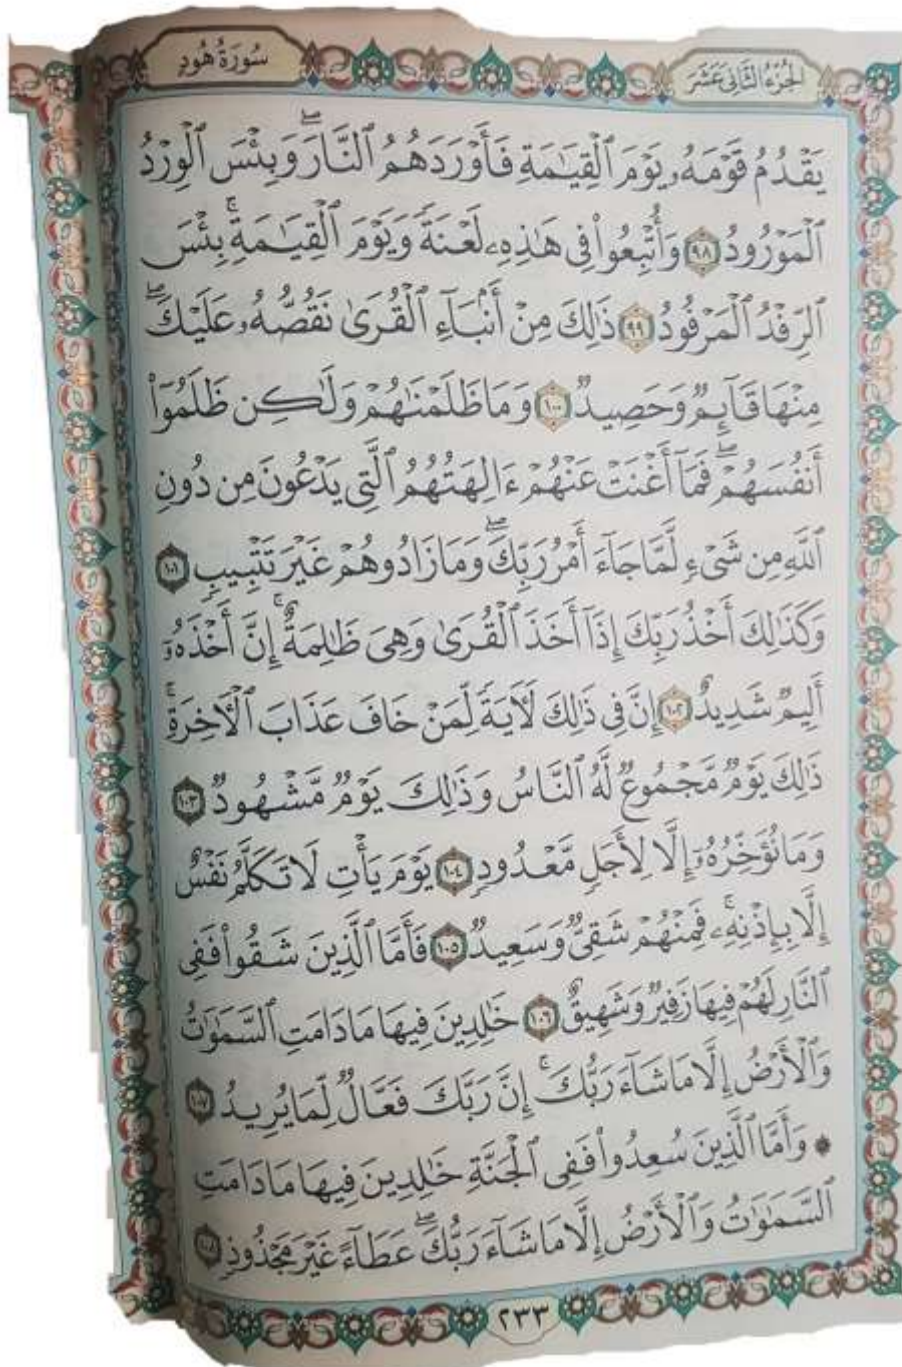 الجُزْءُ الثَّانِي عَشَرَ
سُورَةُ هُودٍ
يَقْدُمُ قَوْمَهُۥ يَوْمَ ٱلْقِيَٰمَةِ فَأَوْرَدَهُمُ ٱلنَّارَۖ وَبِئْسَ ٱلْوِرْدُ
ٱلْمَوْرُودُ ٩٨ وَأُتْبِعُوا۟ فِى هَٰذِهِۦ لَعْنَةً وَيَوْمَ ٱلْقِيَٰمَةِۚ بِئْسَ
ٱلرِّفْدُ ٱلْمَرْفُودُ ٩٩ ذَٰلِكَ مِنْ أَنۢبَآءِ ٱلْقُرَىٰ نَقُصُّهُۥ عَلَيْكَۖ
مِنْهَا قَآئِمٌ وَحَصِيدٌ ١٠٠ وَمَا ظَلَمْنَٰهُمْ وَلَٰكِن ظَلَمُوٓا۟
أَنفُسَهُمْۖ فَمَآ أَغْنَتْ عَنْهُمْ ءَالِهَتُهُمُ ٱلَّتِى يَدْعُونَ مِن دُونِ
ٱللَّهِ مِن شَىْءٍ لَّمَّا جَآءَ أَمْرُ رَبِّكَۖ وَمَا زَادُوهُمْ غَيْرَ تَتْبِيبٍ ١٠١
وَكَذَٰلِكَ أَخْذُ رَبِّكَ إِذَآ أَخَذَ ٱلْقُرَىٰ وَهِىَ ظَٰلِمَةٌۚ إِنَّ أَخْذَهُۥٓ
أَلِيمٌ شَدِيدٌ ١٠٢ إِنَّ فِى ذَٰلِكَ لَءَايَةً لِّمَنْ خَافَ عَذَابَ ٱلْءَاخِرَةِۚ
ذَٰلِكَ يَوْمٌ مَّجْمُوعٌ لَّهُ ٱلنَّاسُ وَذَٰلِكَ يَوْمٌ مَّشْهُودٌ ١٠٣
وَمَا نُؤَخِّرُهُۥٓ إِلَّا لِأَجَلٍ مَّعْدُودٍ ١٠٤ يَوْمَ يَأْتِ لَا تَكَلَّمُ نَفْسٌ
إِلَّا بِإِذْنِهِۦۚ فَمِنْهُمْ شَقِىٌّ وَسَعِيدٌ ١٠٥ فَأَمَّا ٱلَّذِينَ شَقُوا۟ فَفِى
ٱلنَّارِ لَهُمْ فِيهَا زَفِيرٌ وَشَهِيقٌ ١٠٦ خَٰلِدِينَ فِيهَا مَا دَامَتِ ٱلسَّمَٰوَٰتُ
وَٱلْأَرْضُ إِلَّا مَا شَآءَ رَبُّكَۚ إِنَّ رَبَّكَ فَعَّالٌ لِّمَا يُرِيدُ ١٠٧
۞ وَأَمَّا ٱلَّذِينَ سُعِدُوا۟ فَفِى ٱلْجَنَّةِ خَٰلِدِينَ فِيهَا مَا دَامَتِ
ٱلسَّمَٰوَٰتُ وَٱلْأَرْضُ إِلَّا مَا شَآءَ رَبُّكَۖ عَطَآءً غَيْرَ مَجْذُوذٍ ١٠٨
٢٣٣